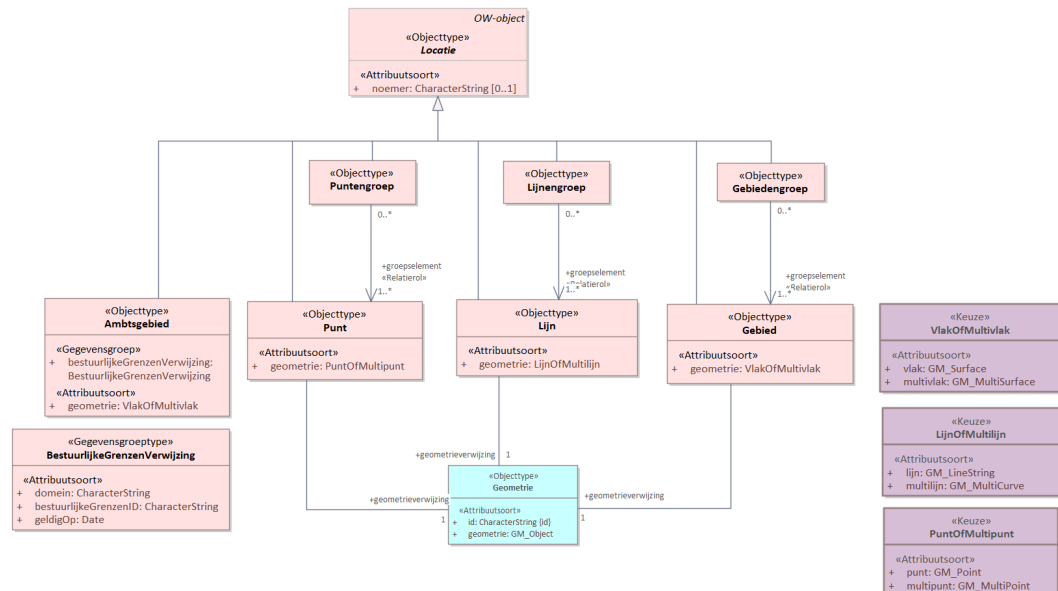 OW-object
«Objecttype»
Locatie
«Attribuutsoort»
+ noemer: CharacterString [0..1]
«Objecttype»
Puntengroep
«Objecttype»
Lijnengroep
«Objecttype»
Gebiedengroep
0..*
0..*
0..*
+groepselement
«Relatierol»
1..*
+groepselement
«Relatierol»
1..*
+groepselement
«Relatierol»
1..*
«Objecttype»
Ambtsgebied
«Gegevensgroep»
+ bestuurlijkeGrenzenVerwijzing:
BestuurlijkeGrenzenVerwijzing
«Attribuutsoort»
+ geometrie: VlakOfMultivlak
«Objecttype»
Punt
«Attribuutsoort»
+ geometrie: PuntOfMultipunt
«Objecttype»
Lijn
«Attribuutsoort»
+ geometrie: LijnOfMultilijn
«Objecttype»
Gebied
«Attribuutsoort»
+ geometrie: VlakOfMultivlak
«Keuze»
VlakOfMultivlak
«Attribuutsoort»
+ vlak: GM_Surface
+ multivlak: GM_MultiSurface
«Gegevensgroeptype»
BestuurlijkeGrenzenVerwijzing
«Attribuutsoort»
+ domein: CharacterString
+ bestuurlijkeGrenzenID: CharacterString
+ geldigOp: Date
+geometrieverwijzing
1
+geometrieverwijzing
1
+geometrieverwijzing
1
«Objecttype»
Geometrie
«Attribuutsoort»
+ id: CharacterString {id}
+ geometrie: GM_Object
«Keuze»
LijnOfMultilijn
«Attribuutsoort»
+ lijn: GM_LineString
+ multilijn: GM_MultiCurve
«Keuze»
PuntOfMultipunt
«Attribuutsoort»
+ punt: GM_Point
+ multipunt: GM_MultiPoint